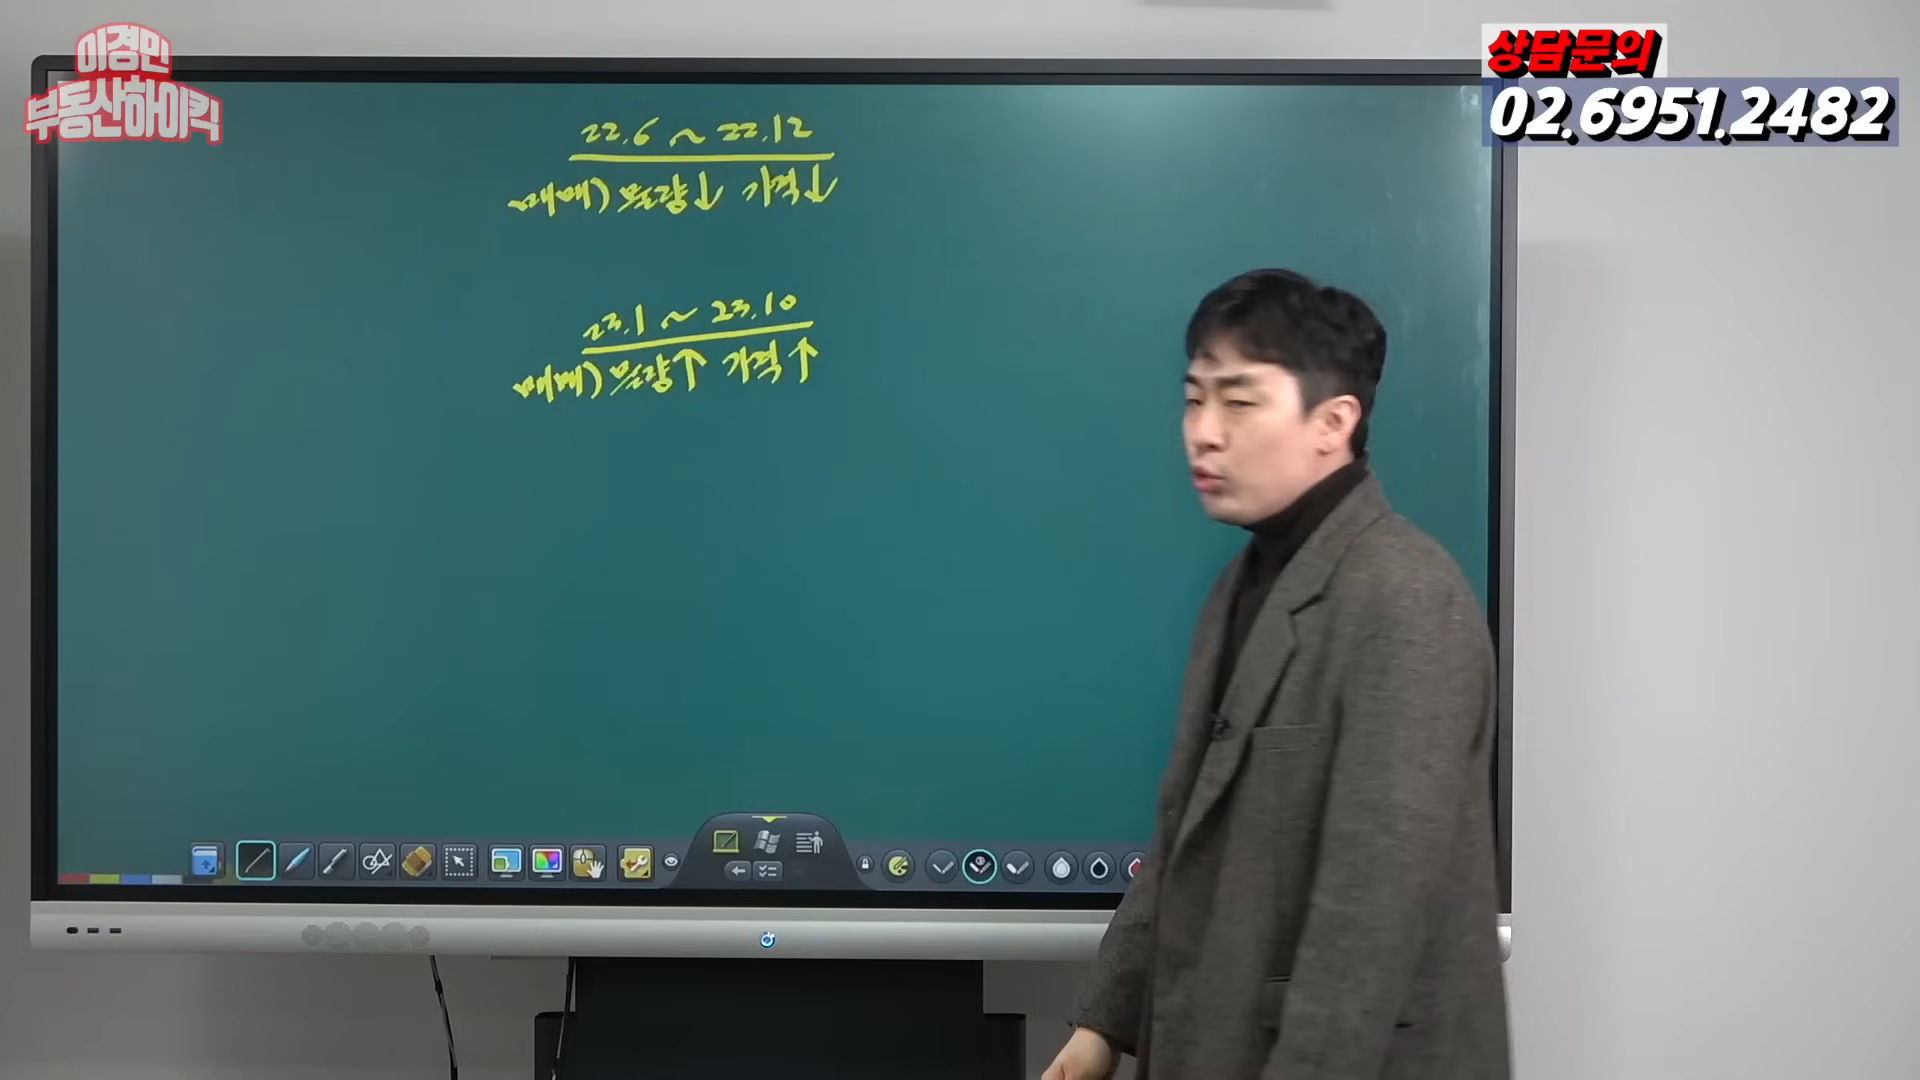 이경민
부동산하이킥
상담문의
02.6951.2482
22.6 ~ 22.12
매매) 물량↓ 가격↓
23.1 ~ 23.10
매매) 물량↑ 가격↑